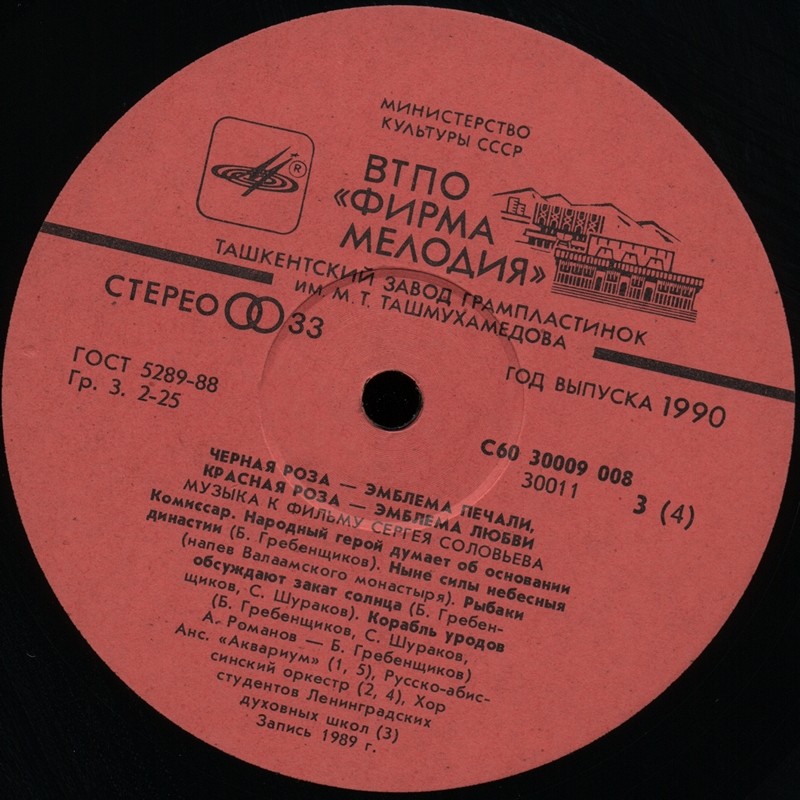 МИНИСТЕРСТВО
КУЛЬТУРЫ СССР
®
ВТПО
«ФИРМА
МЕЛОДИЯ»
ТАШКЕНТСКИЙ ЗАВОД ГРАМПЛАСТИНОК
ИМ. М. Т. ТАШМУХАМЕДОВА
СТЕРЕО 33
ГОСТ 5289-88
Гр. 3. 2-25
ГОД ВЫПУСКА 1990
С60 30009 008
30011 3 (4)
ЧЕРНАЯ РОЗА — ЭМБЛЕМА ПЕЧАЛИ,
КРАСНАЯ РОЗА — ЭМБЛЕМА ЛЮБВИ
МУЗЫКА К ФИЛЬМУ СЕРГЕЯ СОЛОВЬЕВА
Комиссар. Народный герой думает об основании
династии (Б. Гребенщиков). Ныне силы небесныя
(напев Валаамского монастыря). Рыбаки
обсуждают закат солнца (Б. Гребен-
щиков, С. Шураков). Корабль уродов
(Б. Гребенщиков, С. Шураков,
А. Романов — Б. Гребенщиков)
Анс. «Аквариум» (1, 5), Русско-абис-
синский оркестр (2, 4), Хор
студентов Ленинградских
духовных школ (3)
Запись 1989 г.